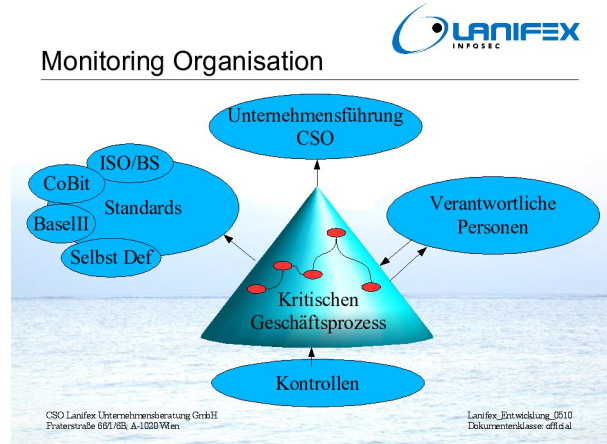 LANIFEX
INFOSEC
Monitoring Organisation
Unternehmensführung
CSO
ISO/BS
CoBit
Standards
BaselII
Selbst Def
Verantwortliche
Personen
Kritischen
Geschäftsprozess
Kontrollen
CSO Lanifex Unternehmensberatung GmbH
Praterstraße 66/1/6B; A-1020 Wien
Lanifex_Entwicklung_0510
Dokumentenklasse: official